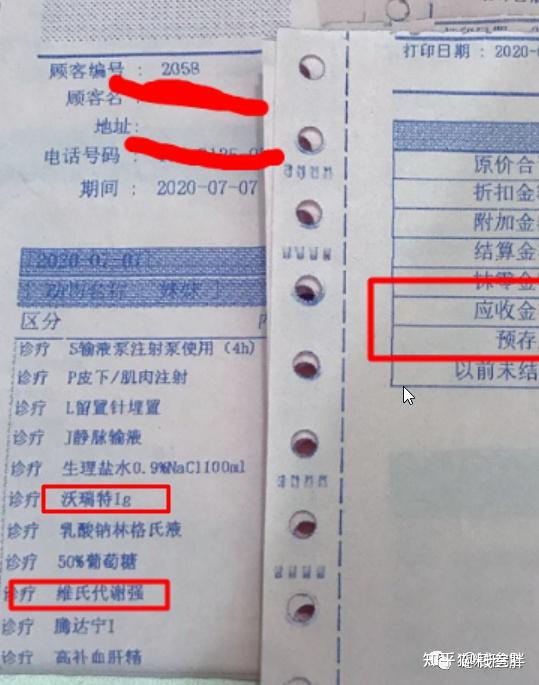 顾客编号 : 2058
顾客名 :
地址:
电话号码 :
期间 : 2020-07-07
2020-07-07
动物名称 妹妹
区分
诊疗 S输液泵注射泵使用 (4h)
诊疗 P皮下/肌肉注射
诊疗 L留置针埋置
诊疗 J静脉输液
诊疗 生理盐水0.9%NaCl100ml
诊疗 沃瑞特1g
诊疗 乳酸钠林格氏液
诊疗 50%葡萄糖
诊疗 维氏代谢强
诊疗 腾达宁I
诊疗 高补血肝精
打印日期 : 2020-0
原价合
折扣金
附加金
结算金
抹零金
应收金
预存
以前未结
知乎